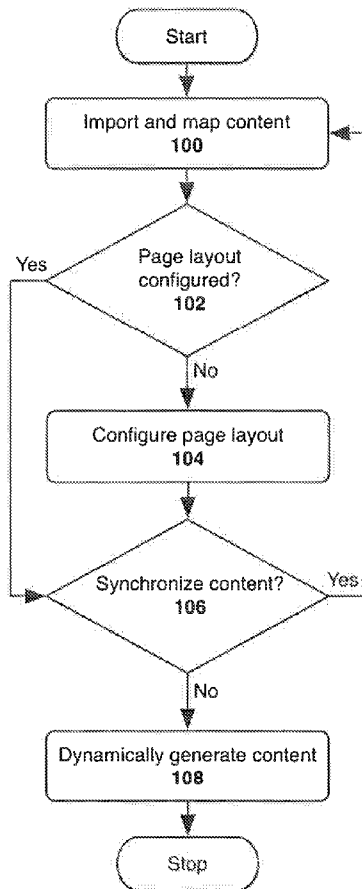 Start
Import and map content
100
Yes
Page layout
configured?
102
No
Configure page layout
104
Synchronize content?
106
Yes
No
Dynamically generate content
108
Stop